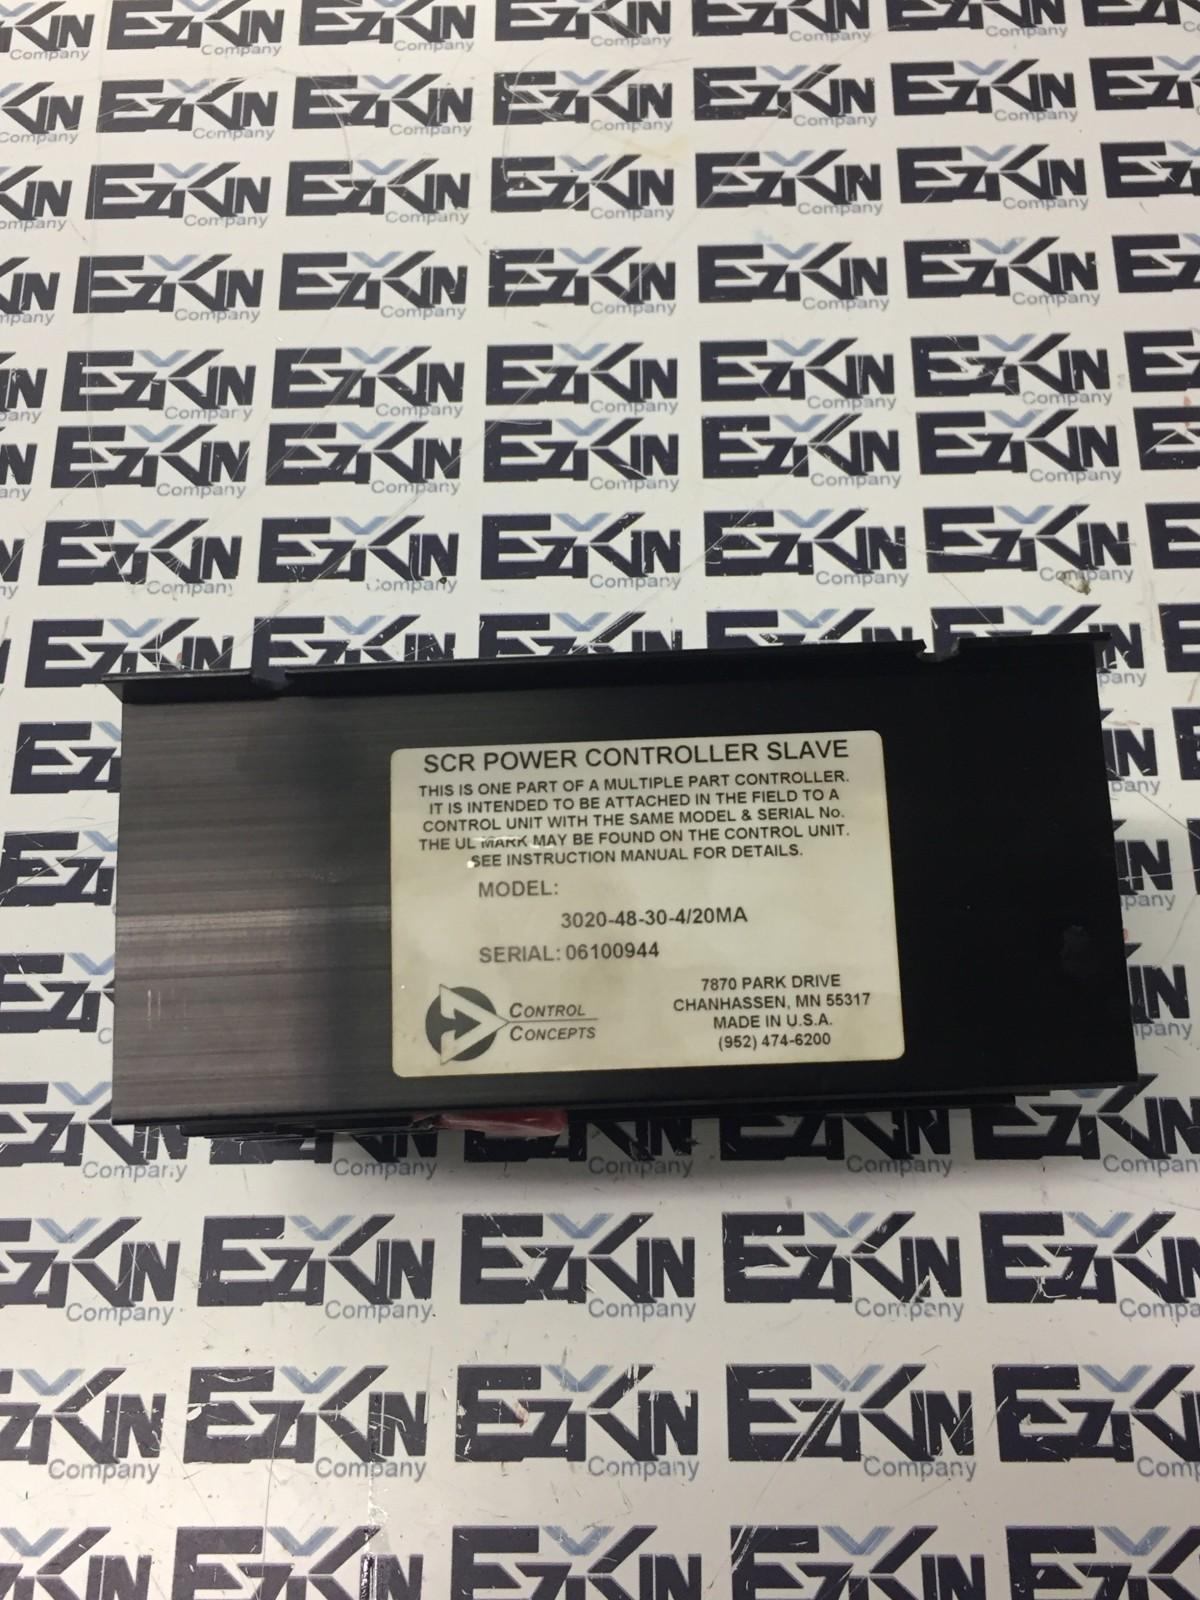 SCR POWER CONTROLLER SLAVE
THIS IS ONE PART OF A MULTIPLE PART CONTROLLER.
IT IS INTENDED TO BE ATTACHED IN THE FIELD TO A
CONTROL UNIT WITH THE SAME MODEL & SERIAL No.
THE UL MARK MAY BE FOUND ON THE CONTROL UNIT.
SEE INSTRUCTION MANUAL FOR DETAILS.
MODEL:
3020-48-30-4/20MA
SERIAL: 06100944
CONTROL
CONCEPTS
7870 PARK DRIVE
CHANHASSEN, MN 55317
MADE IN U.S.A.
(952) 474-6200